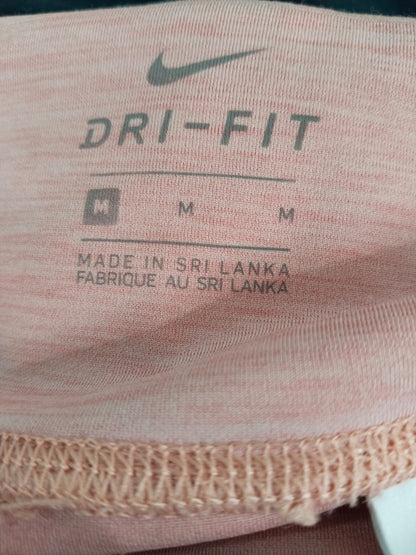 DRI-FIT
M M M
MADE IN SRI LANKA
FABRIQUE AU SRI LANKA